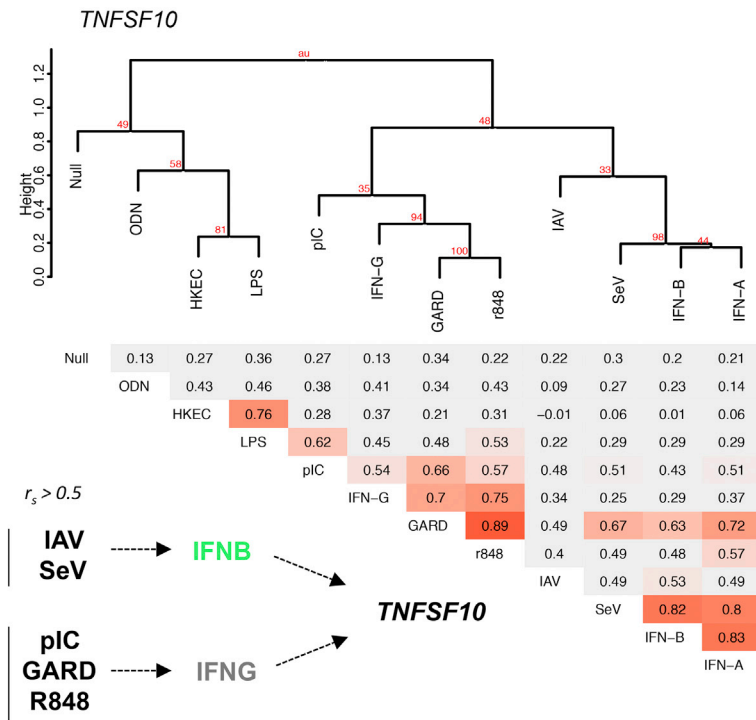 TNFSF10
Height
0.0 0.2 0.4 0.6 0.8 1.0 1.2
au
49
48
58
33
35
81
94
98
44
100
Null
ODN
HKEC
LPS
pIC
IFN-G
GARD
r848
IAV
SeV
IFN-B
IFN-A
Null 0.13 0.27 0.36 0.27 0.13 0.34 0.22 0.22 0.3 0.2 0.21
ODN 0.43 0.46 0.38 0.41 0.34 0.43 0.09 0.27 0.23 0.14
HKEC 0.76 0.28 0.37 0.21 0.31 −0.01 0.06 0.01 0.06
LPS 0.62 0.45 0.48 0.53 0.22 0.29 0.29 0.29
pIC 0.54 0.66 0.57 0.48 0.51 0.43 0.51
IFN-G 0.7 0.75 0.34 0.25 0.29 0.37
GARD 0.89 0.49 0.67 0.63 0.72
r848 0.4 0.49 0.48 0.57
IAV 0.49 0.53 0.49
SeV 0.82 0.8
IFN-B 0.83
IFN-A
rs > 0.5
IAV
SeV
IFNB
TNFSF10
pIC
GARD
R848
IFNG